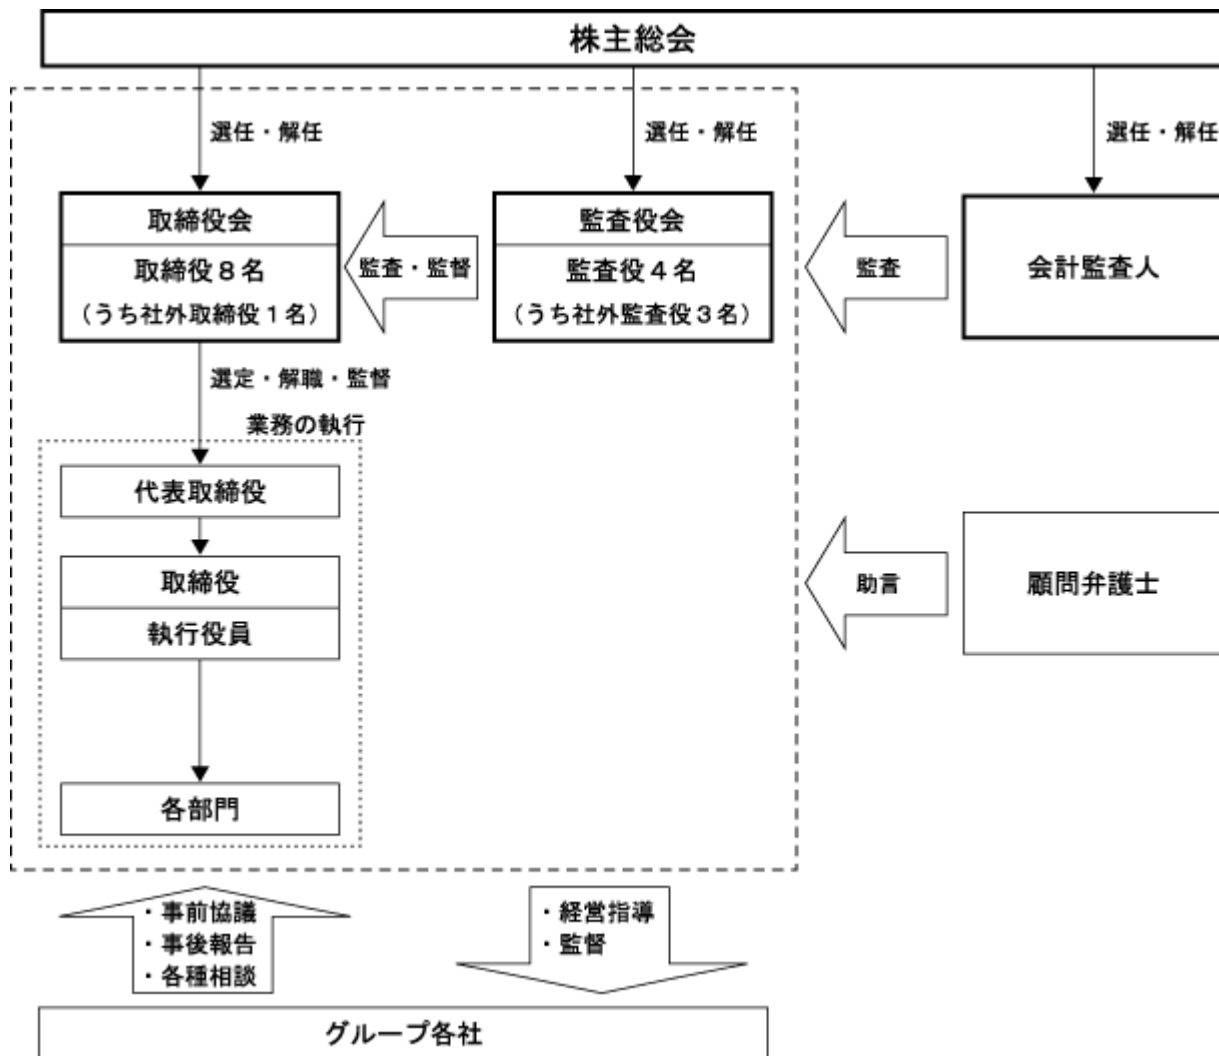 株主総会
選任・解任
選任・解任
選任・解任
取締役会
取締役8名
(うち社外取締役1名)
監査・監督
監査役会
監査役4名
(うち社外監査役3名)
監査
会計監査人
選定・解職・監督
業務の執行
代表取締役
取締役
執行役員
各部門
助言
顧問弁護士
・事前協議
・事後報告
・各種相談
・経営指導
・監督
グループ各社